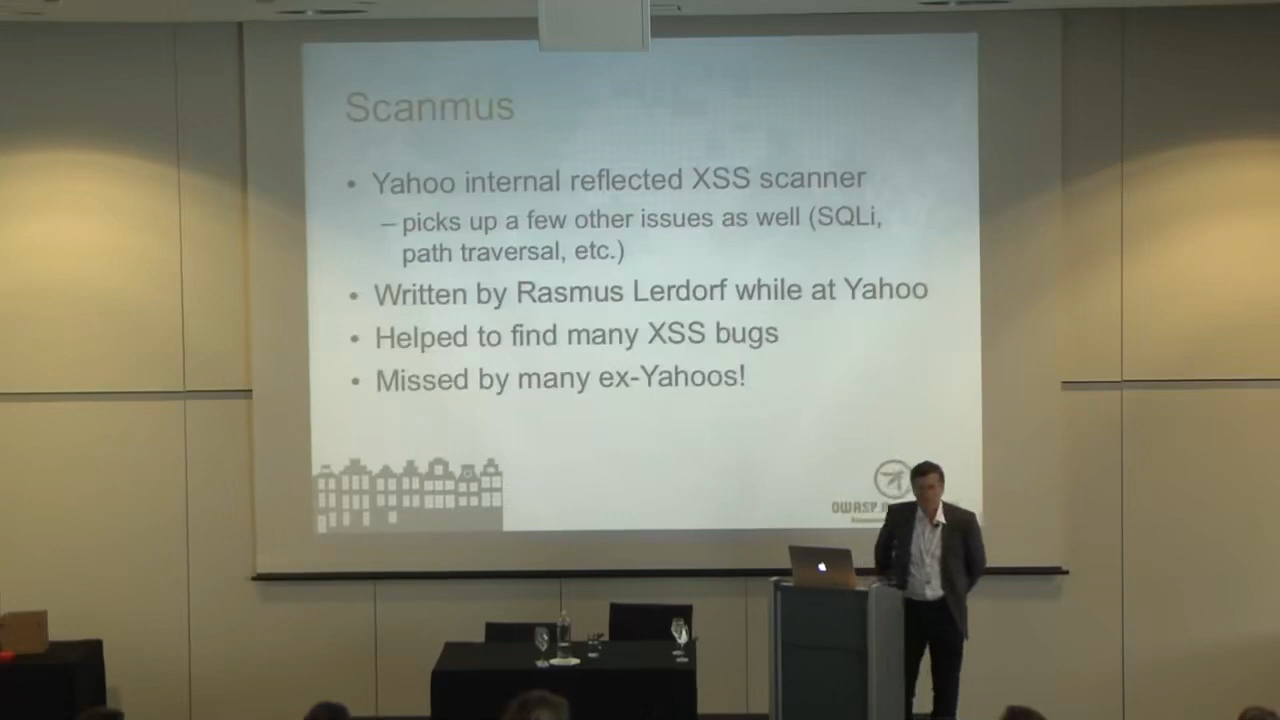 Scanmus
• Yahoo internal reflected XSS scanner
– picks up a few other issues as well (SQLi,
path traversal, etc.)
• Written by Rasmus Lerdorf while at Yahoo
• Helped to find many XSS bugs
• Missed by many ex-Yahoos!
OWASP